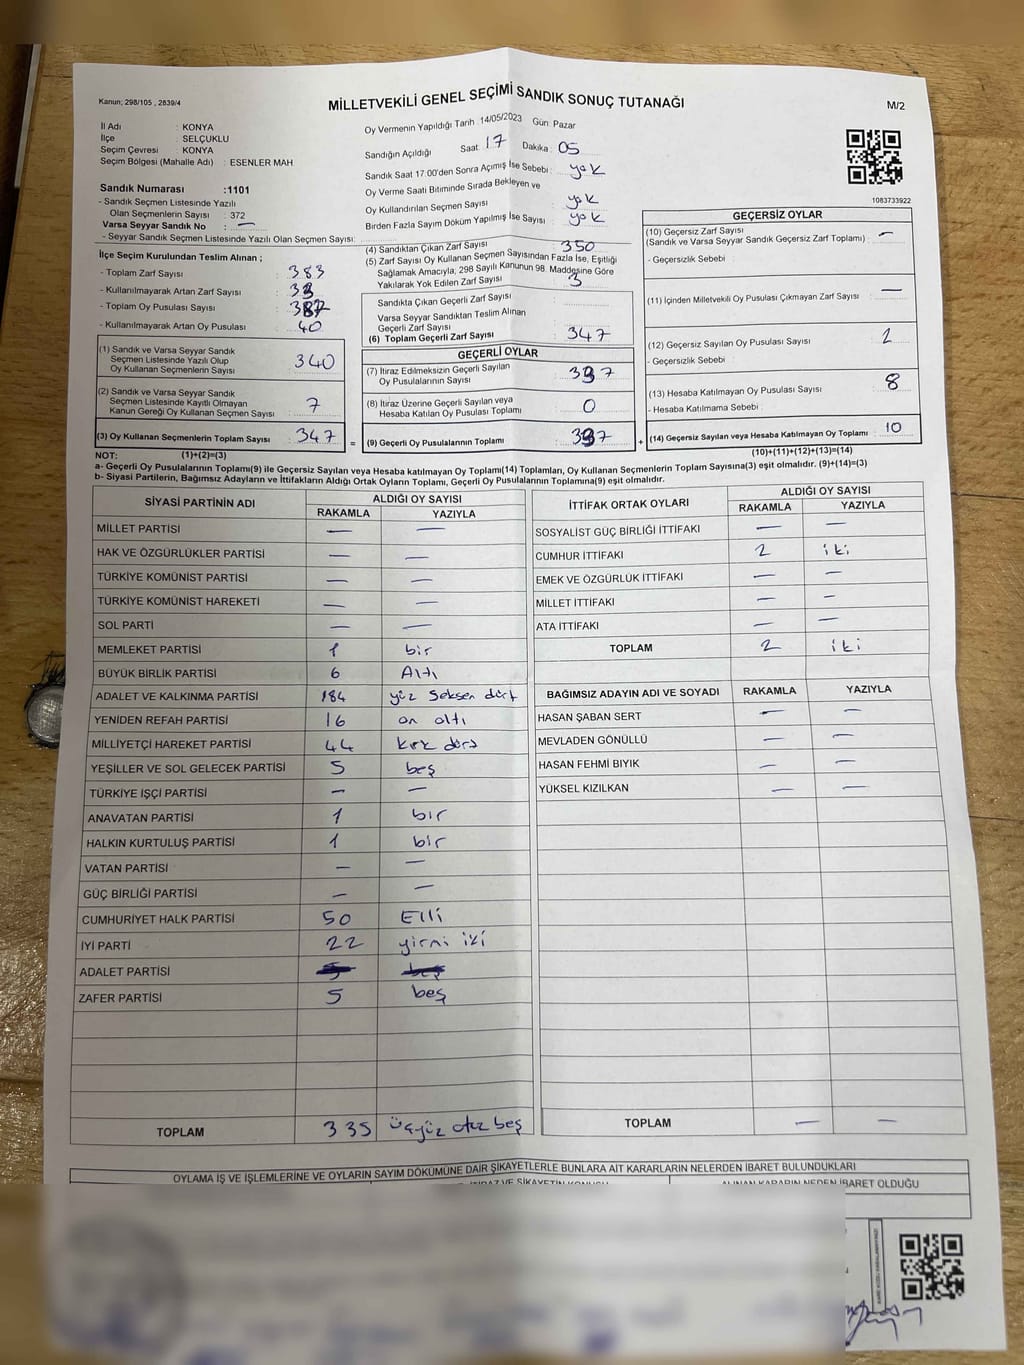 Kanun; 298/105 , 2839/4
MİLLETVEKİLİ GENEL SEÇİMİ SANDIK SONUÇ TUTANAĞI
M/2
İl Adı : KONYA
İlçe : SELÇUKLU
Seçim Çevresi : KONYA
Seçim Bölgesi (Mahalle Adı) : ESENLER MAH
Sandık Numarası :1101
- Sandık Seçmen Listesinde Yazılı
Olan Seçmenlerin Sayısı : 372
Varsa Seyyar Sandık No : —
- Seyyar Sandık Seçmen Listesinde Yazılı Olan Seçmen Sayısı:
Oy Vermenin Yapıldığı Tarih 14/05/2023 Gün: Pazar
Sandığın Açıldığı Saat: 17 Dakika: 05
Sandık Saat 17.00'den Sonra Açımış İse Sebebi : yok
Oy Verme Saati Bitiminde Sırada Bekleyen ve
Oy Kullandırılan Seçmen Sayısı yok
Birden Fazla Sayım Döküm Yapılmış İse Sayısı yok
1083733922
İlçe Seçim Kurulundan Teslim Alınan ;
- Toplam Zarf Sayısı : 383
- Kullanılmayarak Artan Zarf Sayısı : 33
- Toplam Oy Pusulası Sayısı : 387
- Kullanılmayarak Artan Oy Pusulası : 40
(1) Sandık ve Varsa Seyyar Sandık
Seçmen Listesinde Yazılı Olup
Oy Kullanan Seçmenlerin Sayısı 340
(2) Sandık ve Varsa Seyyar Sandık
Seçmen Listesinde Kayıtlı Olmayan
Kanun Gereği Oy Kullanan Seçmen Sayısı 7
(3) Oy Kullanan Seçmenlerin Toplam Sayısı 347 =
(4) Sandıktan Çıkan Zarf Sayısı 350
(5) Zarf Sayısı Oy Kullanan Seçmen Sayısından Fazla İse, Eşitliği
Sağlamak Amacıyla, 298 Sayılı Kanunun 98. Maddesine Göre
Yakılarak Yok Edilen Zarf Sayısı 3
Sandıkta Çıkan Geçerli Zarf Sayısı
Varsa Seyyar Sandıktan Teslim Alınan
Geçerli Zarf Sayısı
(6) Toplam Geçerli Zarf Sayısı 347
GEÇERLİ OYLAR
(7) İtiraz Edilmeksizin Geçerli Sayılan
Oy Pusulalarının Sayısı 337
(8) İtiraz Üzerine Geçerli Sayılan veya
Hesaba Katılan Oy Pusulası Toplamı 0
(9) Geçerli Oy Pusulalarının Toplamı 337 +
GEÇERSİZ OYLAR
(10) Geçersiz Zarf Sayısı : —
(Sandık ve Varsa Seyyar Sandık Geçersiz Zarf Toplamı)
- Geçersizlik Sebebi :
(11) İçinden Milletvekili Oy Pusulası Çıkmayan Zarf Sayısı : —
(12) Geçersiz Sayılan Oy Pusulası Sayısı : 2
- Geçersizlik Sebebi :
(13) Hesaba Katılmayan Oy Pusulası Sayısı : 8
- Hesaba Katılmama Sebebi :
(14) Geçersiz Sayılan veya Hesaba Katılmayan Oy Toplamı : 10
NOT: (1)+(2)=(3)
(10)+(11)+(12)+(13)=(14)
a- Geçerli Oy Pusulalarının Toplamı(9) ile Geçersiz Sayılan veya Hesaba katılmayan Oy Toplamı(14) Toplamları, Oy Kullanan Seçmenlerin Toplam Sayısına(3) eşit olmalıdır. (9)+(14)=(3)
b- Siyasi Partilerin, Bağımsız Adayların ve İttifakların Aldığı Ortak Oyların Toplamı, Geçerli Oy Pusulalarının Toplamına(9) eşit olmalıdır.
SİYASİ PARTİNİN ADI ALDIĞI OY SAYISI
RAKAMLA YAZIYLA
MİLLET PARTİSİ — —
HAK VE ÖZGÜRLÜKLER PARTİSİ — —
TÜRKİYE KOMÜNİST PARTİSİ — —
TÜRKİYE KOMÜNİST HAREKETİ — —
SOL PARTİ — —
MEMLEKET PARTİSİ 1 bir
BÜYÜK BİRLİK PARTİSİ 6 Altı
ADALET VE KALKINMA PARTİSİ 184 yüz Seksen dört
YENİDEN REFAH PARTİSİ 16 on altı
MİLLİYETÇİ HAREKET PARTİSİ 44 kırk dört
YEŞİLLER VE SOL GELECEK PARTİSİ 5 beş
TÜRKİYE İŞÇİ PARTİSİ — —
ANAVATAN PARTİSİ 1 bir
HALKIN KURTULUŞ PARTİSİ 1 bir
VATAN PARTİSİ — —
GÜÇ BİRLİĞİ PARTİSİ — —
CUMHURİYET HALK PARTİSİ 50 Elli
İYİ PARTİ 22 yirmi iki
ADALET PARTİSİ
ZAFER PARTİSİ 5 beş
TOPLAM 335 üçyüz otuz beş
İTTİFAK ORTAK OYLARI ALDIĞI OY SAYISI
RAKAMLA YAZIYLA
SOSYALİST GÜÇ BİRLİĞİ İTTİFAKI — —
CUMHUR İTTİFAKI 2 iki
EMEK VE ÖZGÜRLÜK İTTİFAKI — —
MİLLET İTTİFAKI — —
ATA İTTİFAKI — —
TOPLAM 2 iki
BAĞIMSIZ ADAYIN ADI VE SOYADI RAKAMLA YAZIYLA
HASAN ŞABAN SERT — —
MEVLADEN GÖNÜLLÜ — —
HASAN FEHMİ BIYIK — —
YÜKSEL KIZILKAN — —
TOPLAM — —
OYLAMA İŞ VE İŞLEMLERİNE VE OYLARIN SAYIM DÖKÜMÜNE DAİR ŞİKAYETLERLE BUNLARA AİT KARARLARIN NELERDEN İBARET BULUNDUKLARI
İTİRAZ VE ŞİKAYETİN KONUSU ALINAN KARARIN NEDEN İBARET OLDUĞU